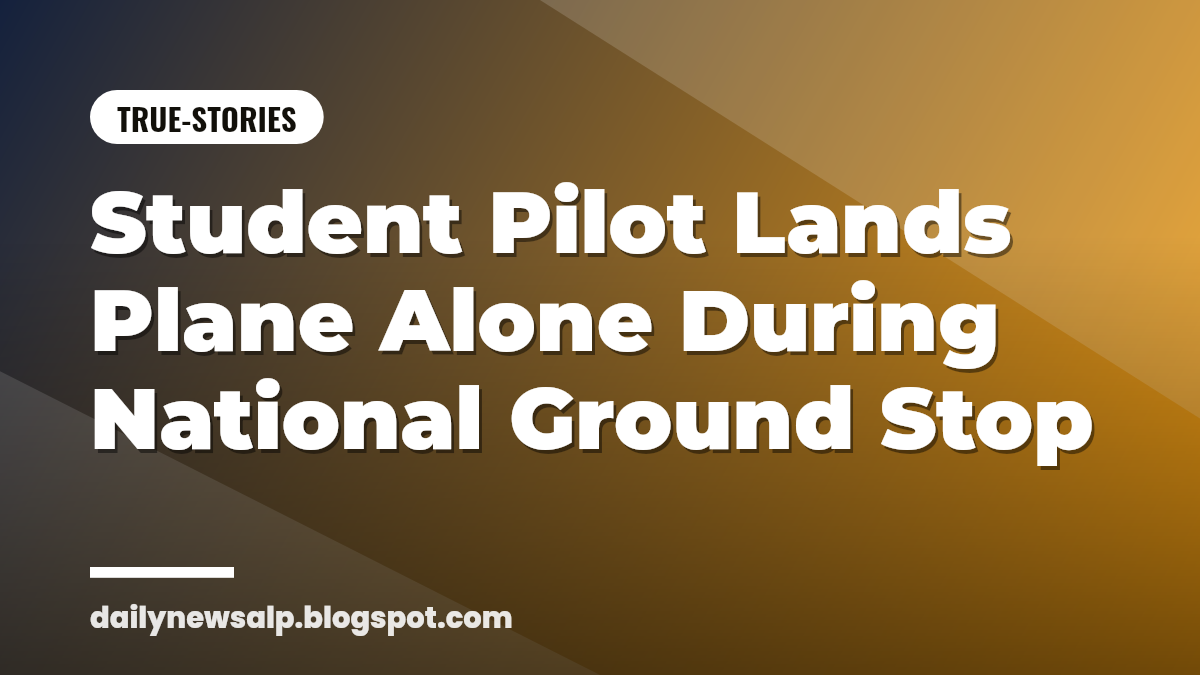 TRUE-STORIES
Student Pilot Lands
Plane Alone During
National Ground Stop
dailynewsalp.blogspot.com